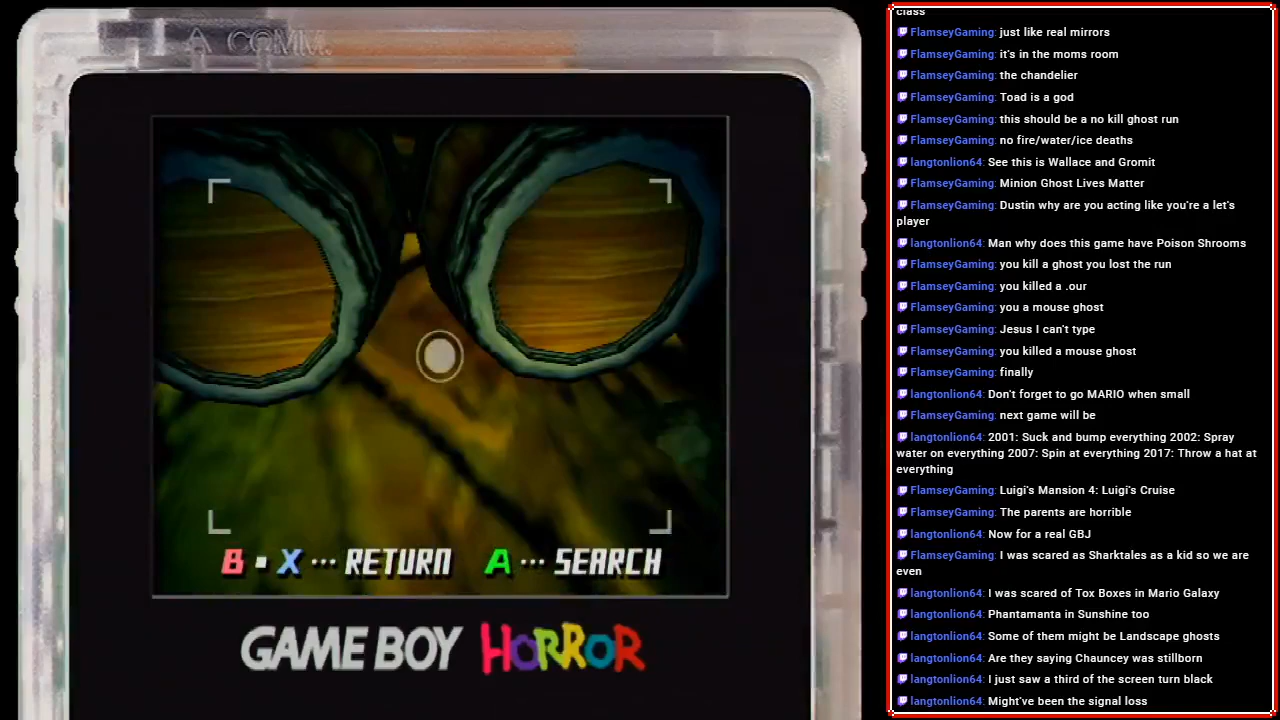 A COMM.
B ▪ X ··· RETURN A ··· SEARCH
GAME BOY HORROR
class
FlamseyGaming: just like real mirrors
FlamseyGaming: it's in the moms room
FlamseyGaming: the chandelier
FlamseyGaming: Toad is a god
FlamseyGaming: this should be a no kill ghost run
FlamseyGaming: no fire/water/ice deaths
langtonlion64: See this is Wallace and Gromit
FlamseyGaming: Minion Ghost Lives Matter
FlamseyGaming: Dustin why are you acting like you're a let's
player
langtonlion64: Man why does this game have Poison Shrooms
FlamseyGaming: you kill a ghost you lost the run
FlamseyGaming: you killed a .our
FlamseyGaming: you a mouse ghost
FlamseyGaming: Jesus I can't type
FlamseyGaming: you killed a mouse ghost
FlamseyGaming: finally
langtonlion64: Don't forget to go MARIO when small
FlamseyGaming: next game will be
langtonlion64: 2001: Suck and bump everything 2002: Spray
water on everything 2007: Spin at everything 2017: Throw a hat at
everything
FlamseyGaming: Luigi's Mansion 4: Luigi's Cruise
FlamseyGaming: The parents are horrible
langtonlion64: Now for a real GBJ
FlamseyGaming: I was scared as Sharktales as a kid so we are
even
langtonlion64: I was scared of Tox Boxes in Mario Galaxy
langtonlion64: Phantamanta in Sunshine too
langtonlion64: Some of them might be Landscape ghosts
langtonlion64: Are they saying Chauncey was stillborn
langtonlion64: I just saw a third of the screen turn black
langtonlion64: Might've been the signal loss